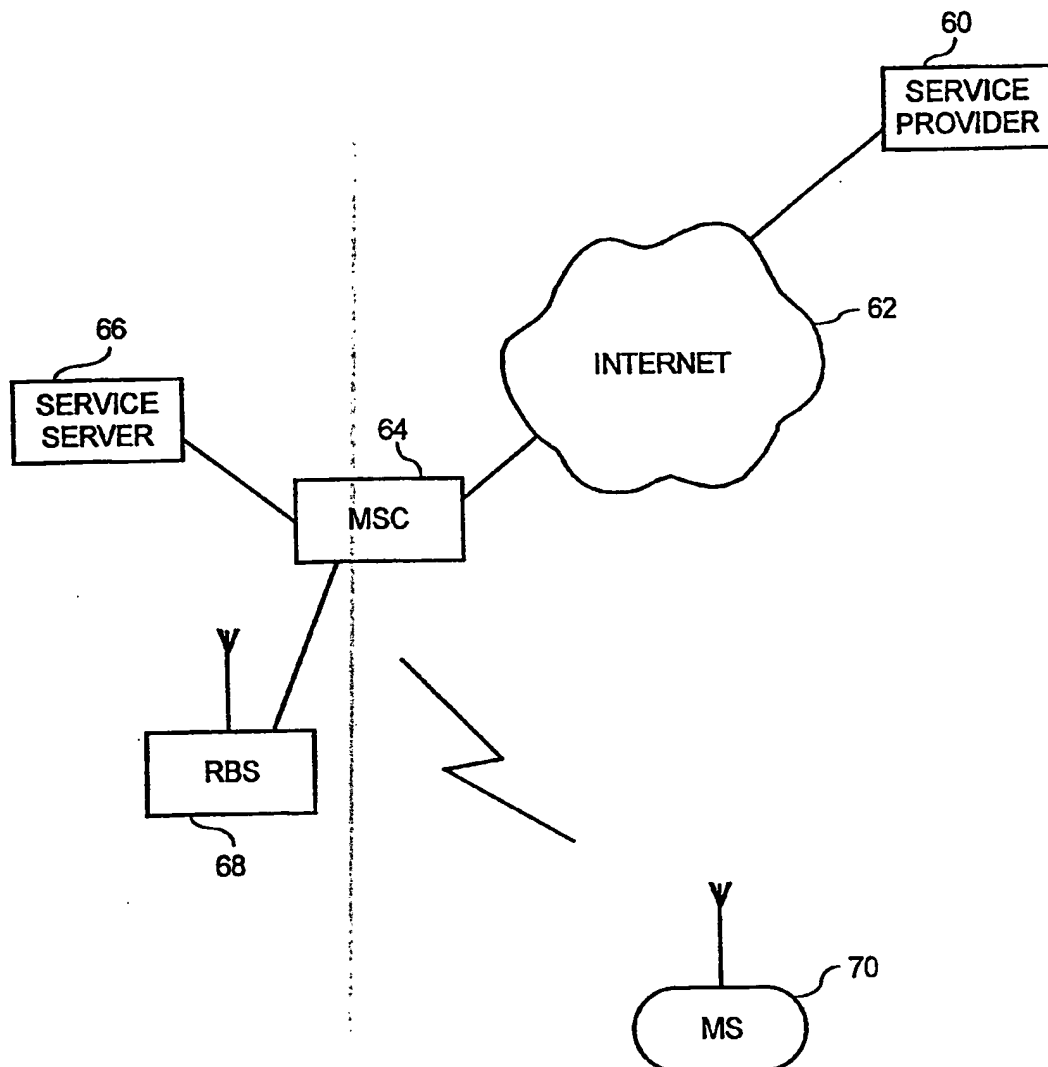 60
SERVICE
PROVIDER
62
INTERNET
66
SERVICE
SERVER
64
MSC
RBS
68
70
MS